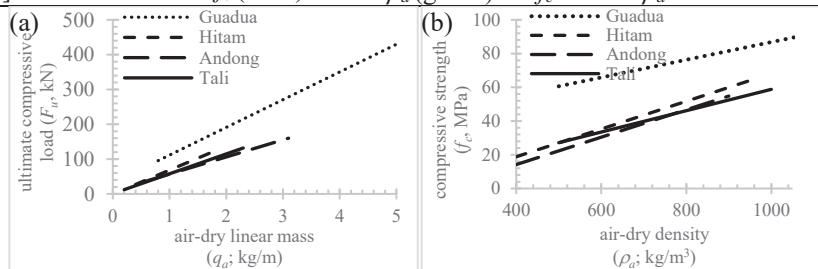 (a)
Guadua
Hitam
Andong
Tali
ultimate compressive
load (Fu, kN)
500
400
300
200
100
0
0 1 2 3 4 5
air-dry linear mass
(qa; kg/m)
(b)
Guadua
Hitam
Andong
Tali
compressive strength
(fc, MPa)
100
80
60
40
20
0
400 600 800 1000
air-dry density
(ρa; kg/m³)